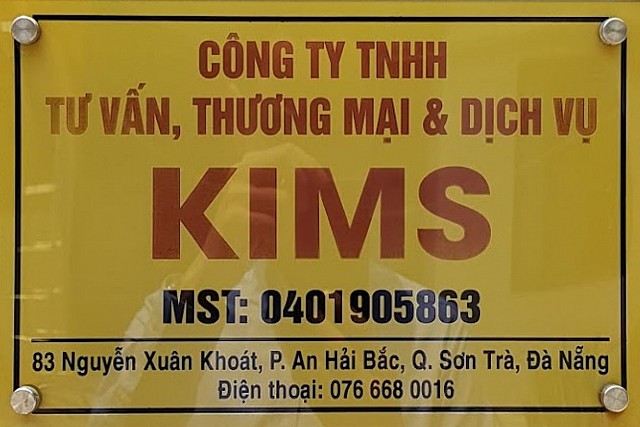 CÔNG TY TNHH
TƯ VẤN, THƯƠNG MẠI & DỊCH VỤ
KIMS
MST: 0401905863
83 Nguyễn Xuân Khoát, P. An Hải Bắc, Q. Sơn Trà, Đà Nẵng
Điện thoại: 076 668 0016